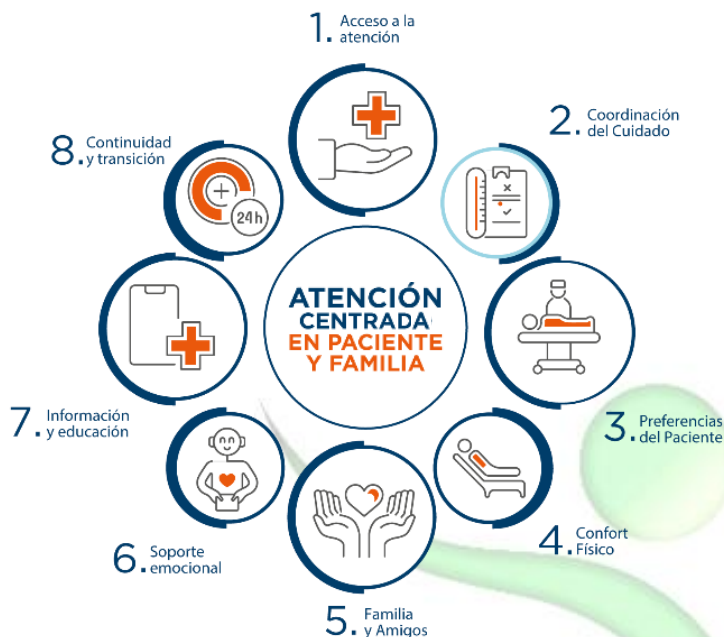 1. Acceso a la
atención
2. Coordinación
del Cuidado
8. Continuidad
y transición
24h
ATENCIÓN
CENTRADA
EN PACIENTE
Y FAMILIA
3. Preferencias
del Paciente
7. Información
y educación
4. Confort
Físico
6. Soporte
emocional
5. Familia
y Amigos